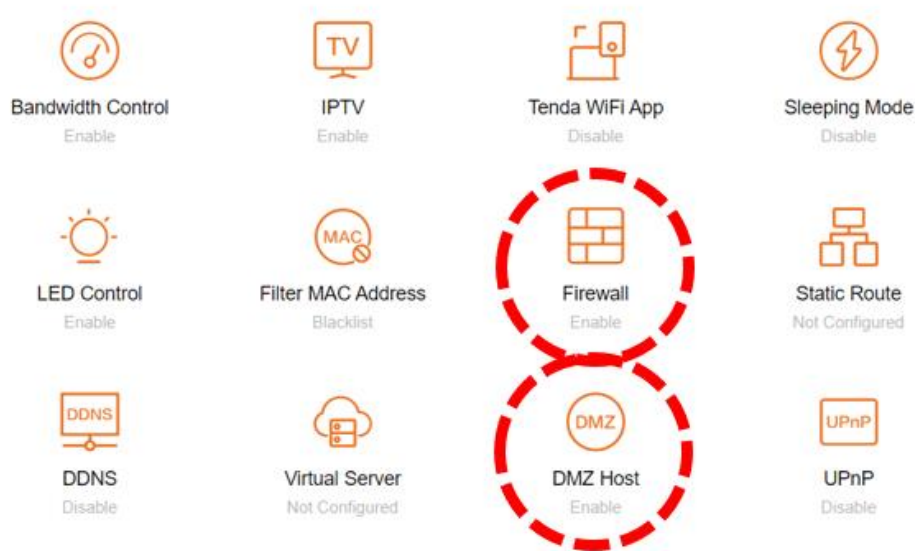 TV
Bandwidth Control
IPTV
Tenda WiFi App
Sleeping Mode
Enable
Enable
Disable
Disable
MAC
LED Control
Filter MAC Address
Firewall
Static Route
Enable
Blacklist
Enable
Not Configured
DDNS
DMZ
UPnP
DDNS
Virtual Server
DMZ Host
UPnP
Disable
Not Configured
Enable
Disable